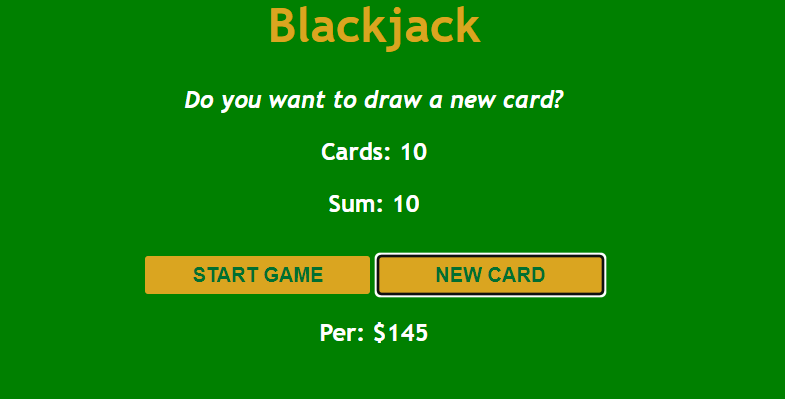 Blackjack
Do you want to draw a new card?
Cards: 10
Sum: 10
START GAME NEW CARD
Per: $145